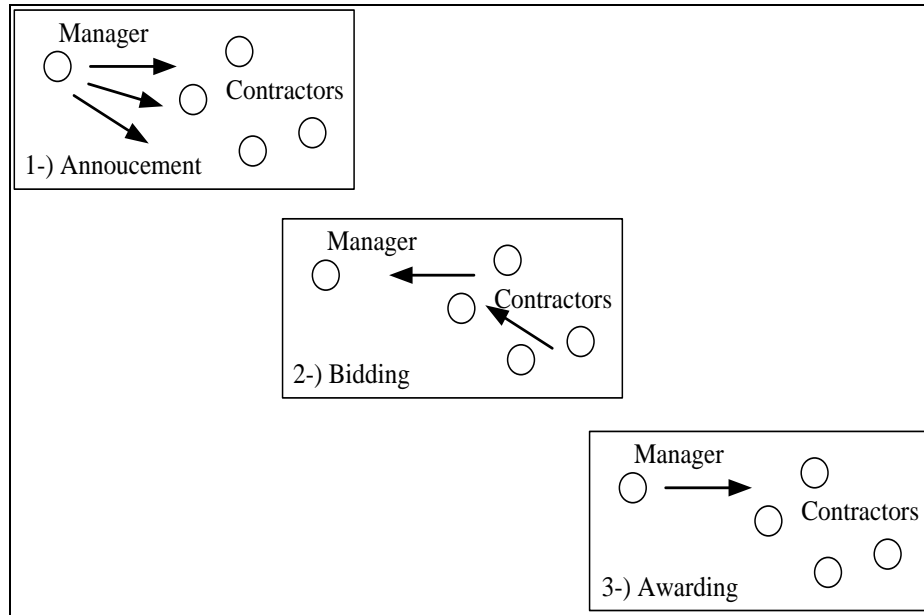 Manager
Contractors
1-) Annoucement
Manager
Contractors
2-) Bidding
Manager
Contractors
3-) Awarding